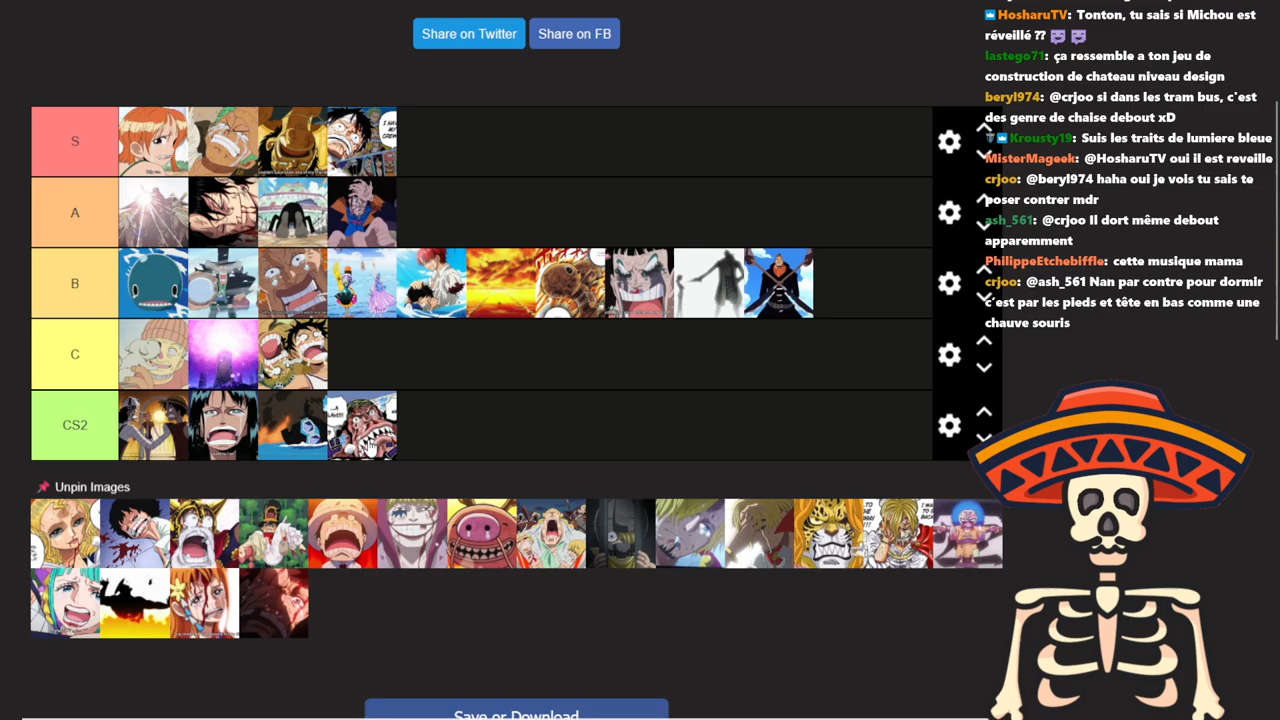 Share on Twitter
Share on FB
HosharuTV: Tonton, tu sais si Michou est
réveillé ??
lastego71: ça ressemble a ton jeu de
construction de chateau niveau design
beryl974: @crjoo si dans les tram bus, c'est
des genre de chaise debout xD
Krousty19: Suis les traits de lumiere bleue
MisterMageek: @HosharuTV oui il est reveille
crjoo: @beryl974 haha oui je vois tu sais te
poser contrer mdr
ash_561: @crjoo Il dort même debout
apparemment
PhilippeEtchebiffle: cette musique mama
crjoo: @ash_561 Nan par contre pour dormir
c'est par les pieds et tête en bas comme une
chauve souris
S
A
B
C
CS2
Unpin Images
Save or Download